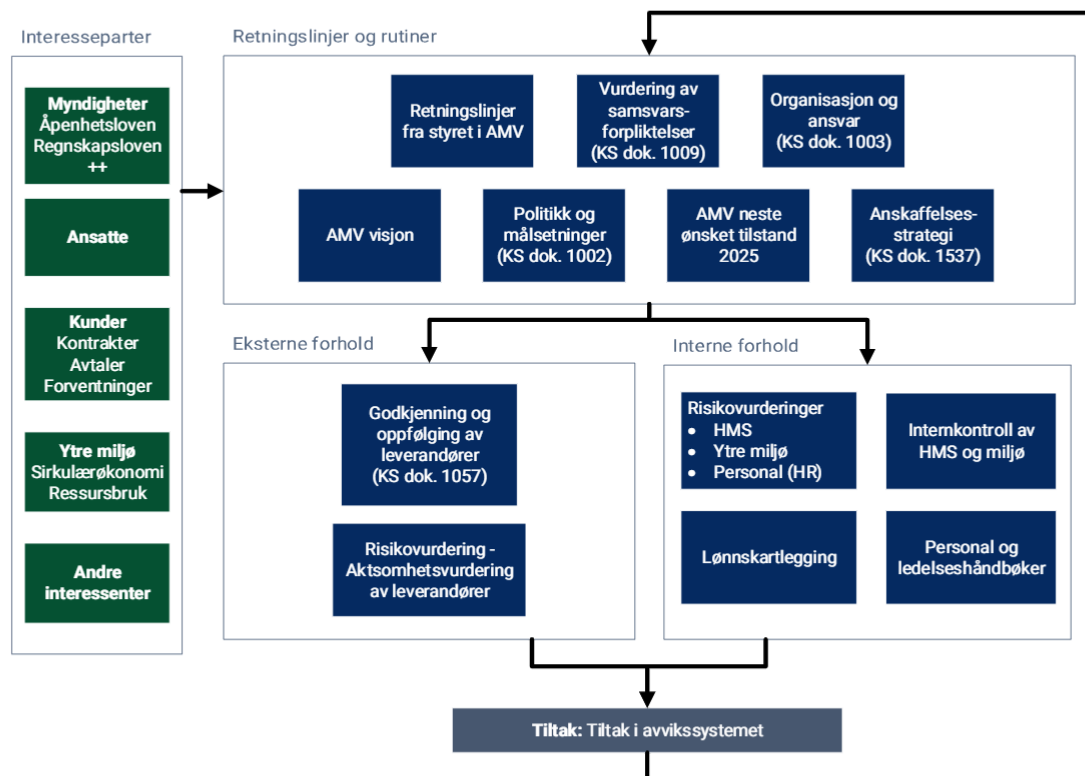 Interesseparter
Myndigheter
Åpenhetsloven
Regnskapsloven
++
Ansatte
Kunder
Kontrakter
Avtaler
Forventninger
Ytre miljø
Sirkulærøkonomi
Ressursbruk
Andre
interessenter
Retningslinjer og rutiner
Retningslinjer
fra styret i AMV
Vurdering av
samsvars-
forpliktelser
(KS dok. 1009)
Organisasjon og
ansvar
(KS dok. 1003)
AMV visjon
Politikk og
målsetninger
(KS dok. 1002)
AMV neste
ønsket tilstand
2025
Anskaffelses-
strategi
(KS dok. 1537)
Eksterne forhold
Godkjenning og
oppfølging av
leverandører
(KS dok. 1057)
Risikovurdering -
Aktsomhetsvurdering
av leverandører
Interne forhold
Risikovurderinger
• HMS
• Ytre miljø
• Personal (HR)
Internkontroll av
HMS og miljø
Lønnskartlegging
Personal og
ledelseshåndbøker
Tiltak: Tiltak i avvikssystemet